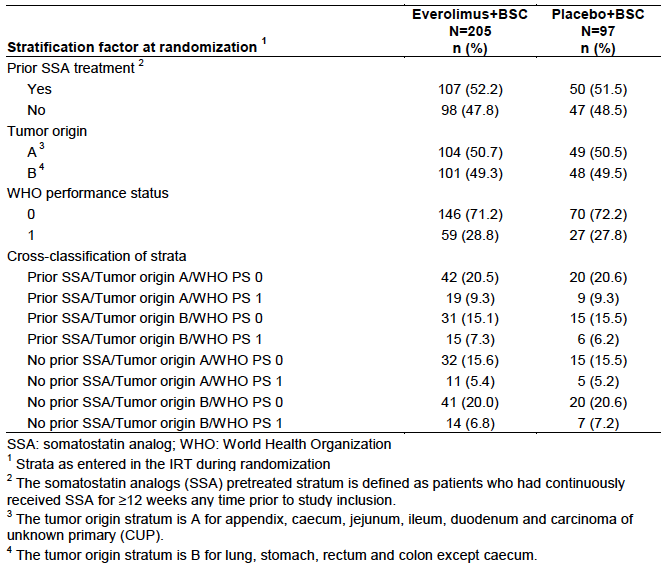 Stratification factor at randomization 1 Everolimus+BSC N=205 n (%) Placebo+BSC N=97 n (%)
Prior SSA treatment 2
Yes 107 (52.2) 50 (51.5)
No 98 (47.8) 47 (48.5)
Tumor origin
A 3 104 (50.7) 49 (50.5)
B 4 101 (49.3) 48 (49.5)
WHO performance status
0 146 (71.2) 70 (72.2)
1 59 (28.8) 27 (27.8)
Cross-classification of strata
Prior SSA/Tumor origin A/WHO PS 0 42 (20.5) 20 (20.6)
Prior SSA/Tumor origin A/WHO PS 1 19 (9.3) 9 (9.3)
Prior SSA/Tumor origin B/WHO PS 0 31 (15.1) 15 (15.5)
Prior SSA/Tumor origin B/WHO PS 1 15 (7.3) 6 (6.2)
No prior SSA/Tumor origin A/WHO PS 0 32 (15.6) 15 (15.5)
No prior SSA/Tumor origin A/WHO PS 1 11 (5.4) 5 (5.2)
No prior SSA/Tumor origin B/WHO PS 0 41 (20.0) 20 (20.6)
No prior SSA/Tumor origin B/WHO PS 1 14 (6.8) 7 (7.2)
SSA: somatostatin analog; WHO: World Health Organization
1 Strata as entered in the IRT during randomization
2 The somatostatin analogs (SSA) pretreated stratum is defined as patients who had continuously
received SSA for ≥12 weeks any time prior to study inclusion.
3 The tumor origin stratum is A for appendix, caecum, jejunum, ileum, duodenum and carcinoma of
unknown primary (CUP).
4 The tumor origin stratum is B for lung, stomach, rectum and colon except caecum.